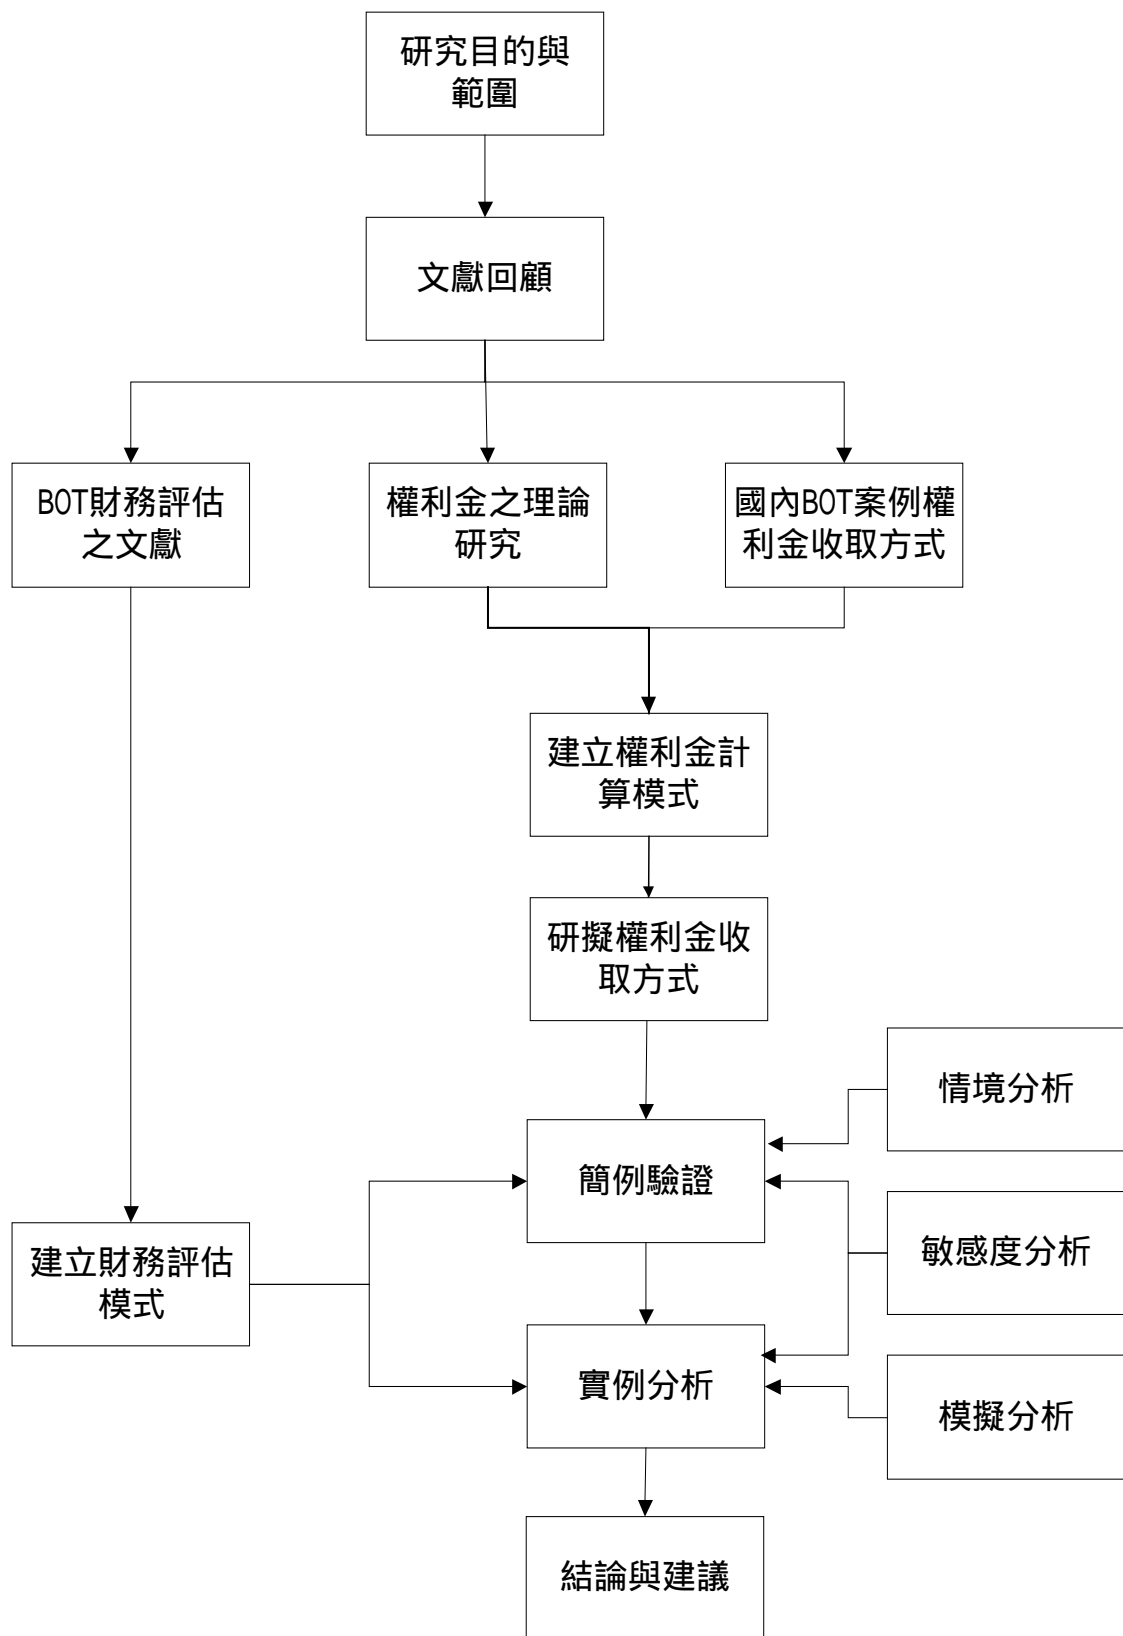 研究目的與
範圍
文獻回顧
BOT財務評估
之文獻
權利金之理論
研究
國內BOT案例權
利金收取方式
建立權利金計
算模式
研擬權利金收
取方式
情境分析
簡例驗證
敏感度分析
建立財務評估
模式
實例分析
模擬分析
結論與建議